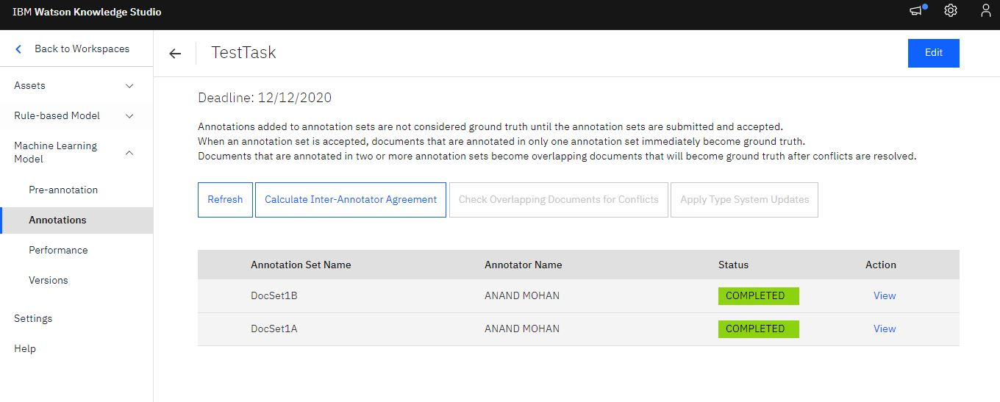 IBM Watson Knowledge Studio
Back to Workspaces
TestTask
Edit
Assets
Rule-based Model
Machine Learning
Model
Pre-annotation
Annotations
Performance
Versions
Settings
Help
Deadline: 12/12/2020
Annotations added to annotation sets are not considered ground truth until the annotation sets are submitted and accepted.
When an annotation set is accepted, documents that are annotated in only one annotation set immediately become ground truth.
Documents that are annotated in two or more annotation sets become overlapping documents that will become ground truth after conflicts are resolved.
Refresh Calculate Inter-Annotator Agreement Check Overlapping Documents for Conflicts Apply Type System Updates
Annotation Set Name Annotator Name Status Action
DocSet1B ANAND MOHAN COMPLETED View
DocSet1A ANAND MOHAN COMPLETED View